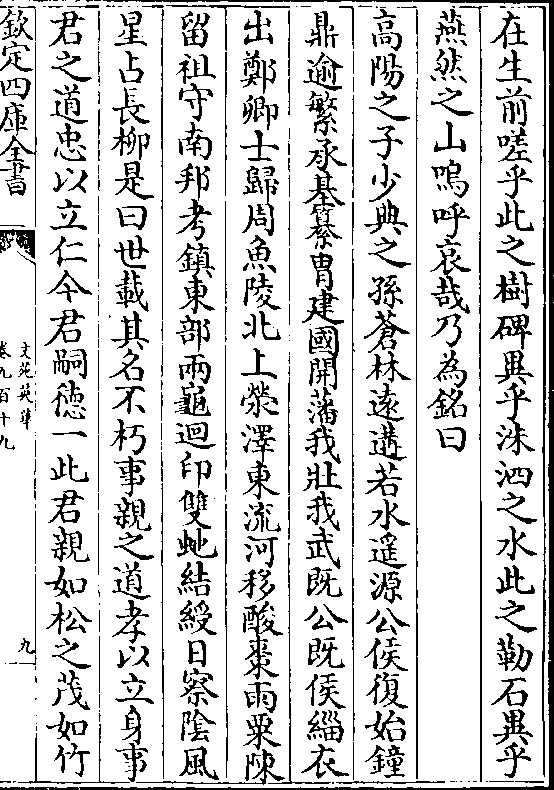 在生前嗟乎此之樹碑異乎洙泗之水此之勒石異乎
燕然之山嗚呼哀哉乃為銘曰
高陽之子少典之孫蒼林遠遘若水遥源公侯復始鐘
鼎逾繁承基纂胄建國開藩我壯我武既公既侯緇衣
出鄭卿士歸周魚陵北上滎澤東流河移酸棗雨粟陳
留祖守南邦考鎮東部兩龜迴印雙虵結綬日察陰風
星占長柳是曰世載其名不朽事親之道孝以立身事
君之道忠以立仁今君嗣徳一此君親如松之茂如竹
欽定四庫全書
文苑英華
卷九百十九
九